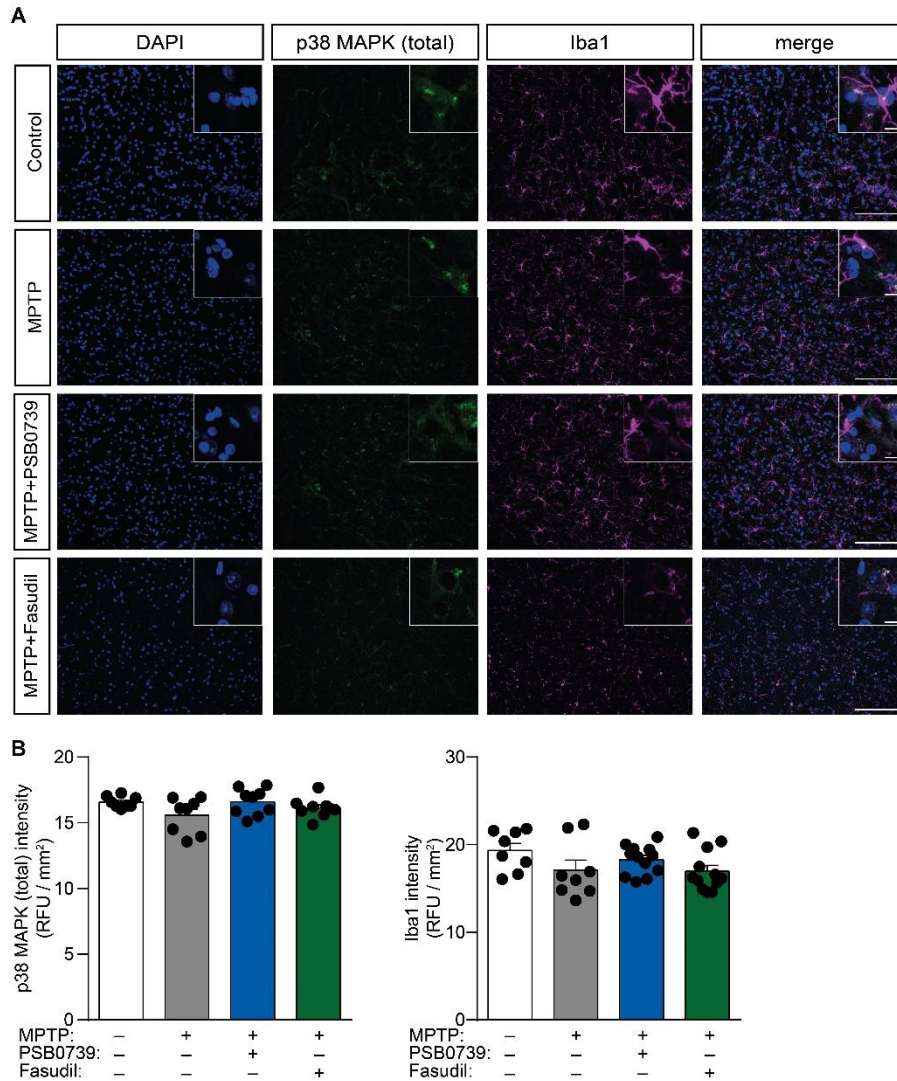 A
DAPI p38 MAPK (total) Iba1 merge
Control
MPTP
MPTP+PSB0739
MPTP+Fasudil
B
p38 MAPK (total) intensity
(RFU / mm²)
20
15
10
5
0
MPTP: – + + +
PSB0739: – – + –
Fasudil: – – – +
Iba1 intensity
(RFU / mm²)
30
20
10
0
MPTP: – + + +
PSB0739: – – + –
Fasudil: – – – +